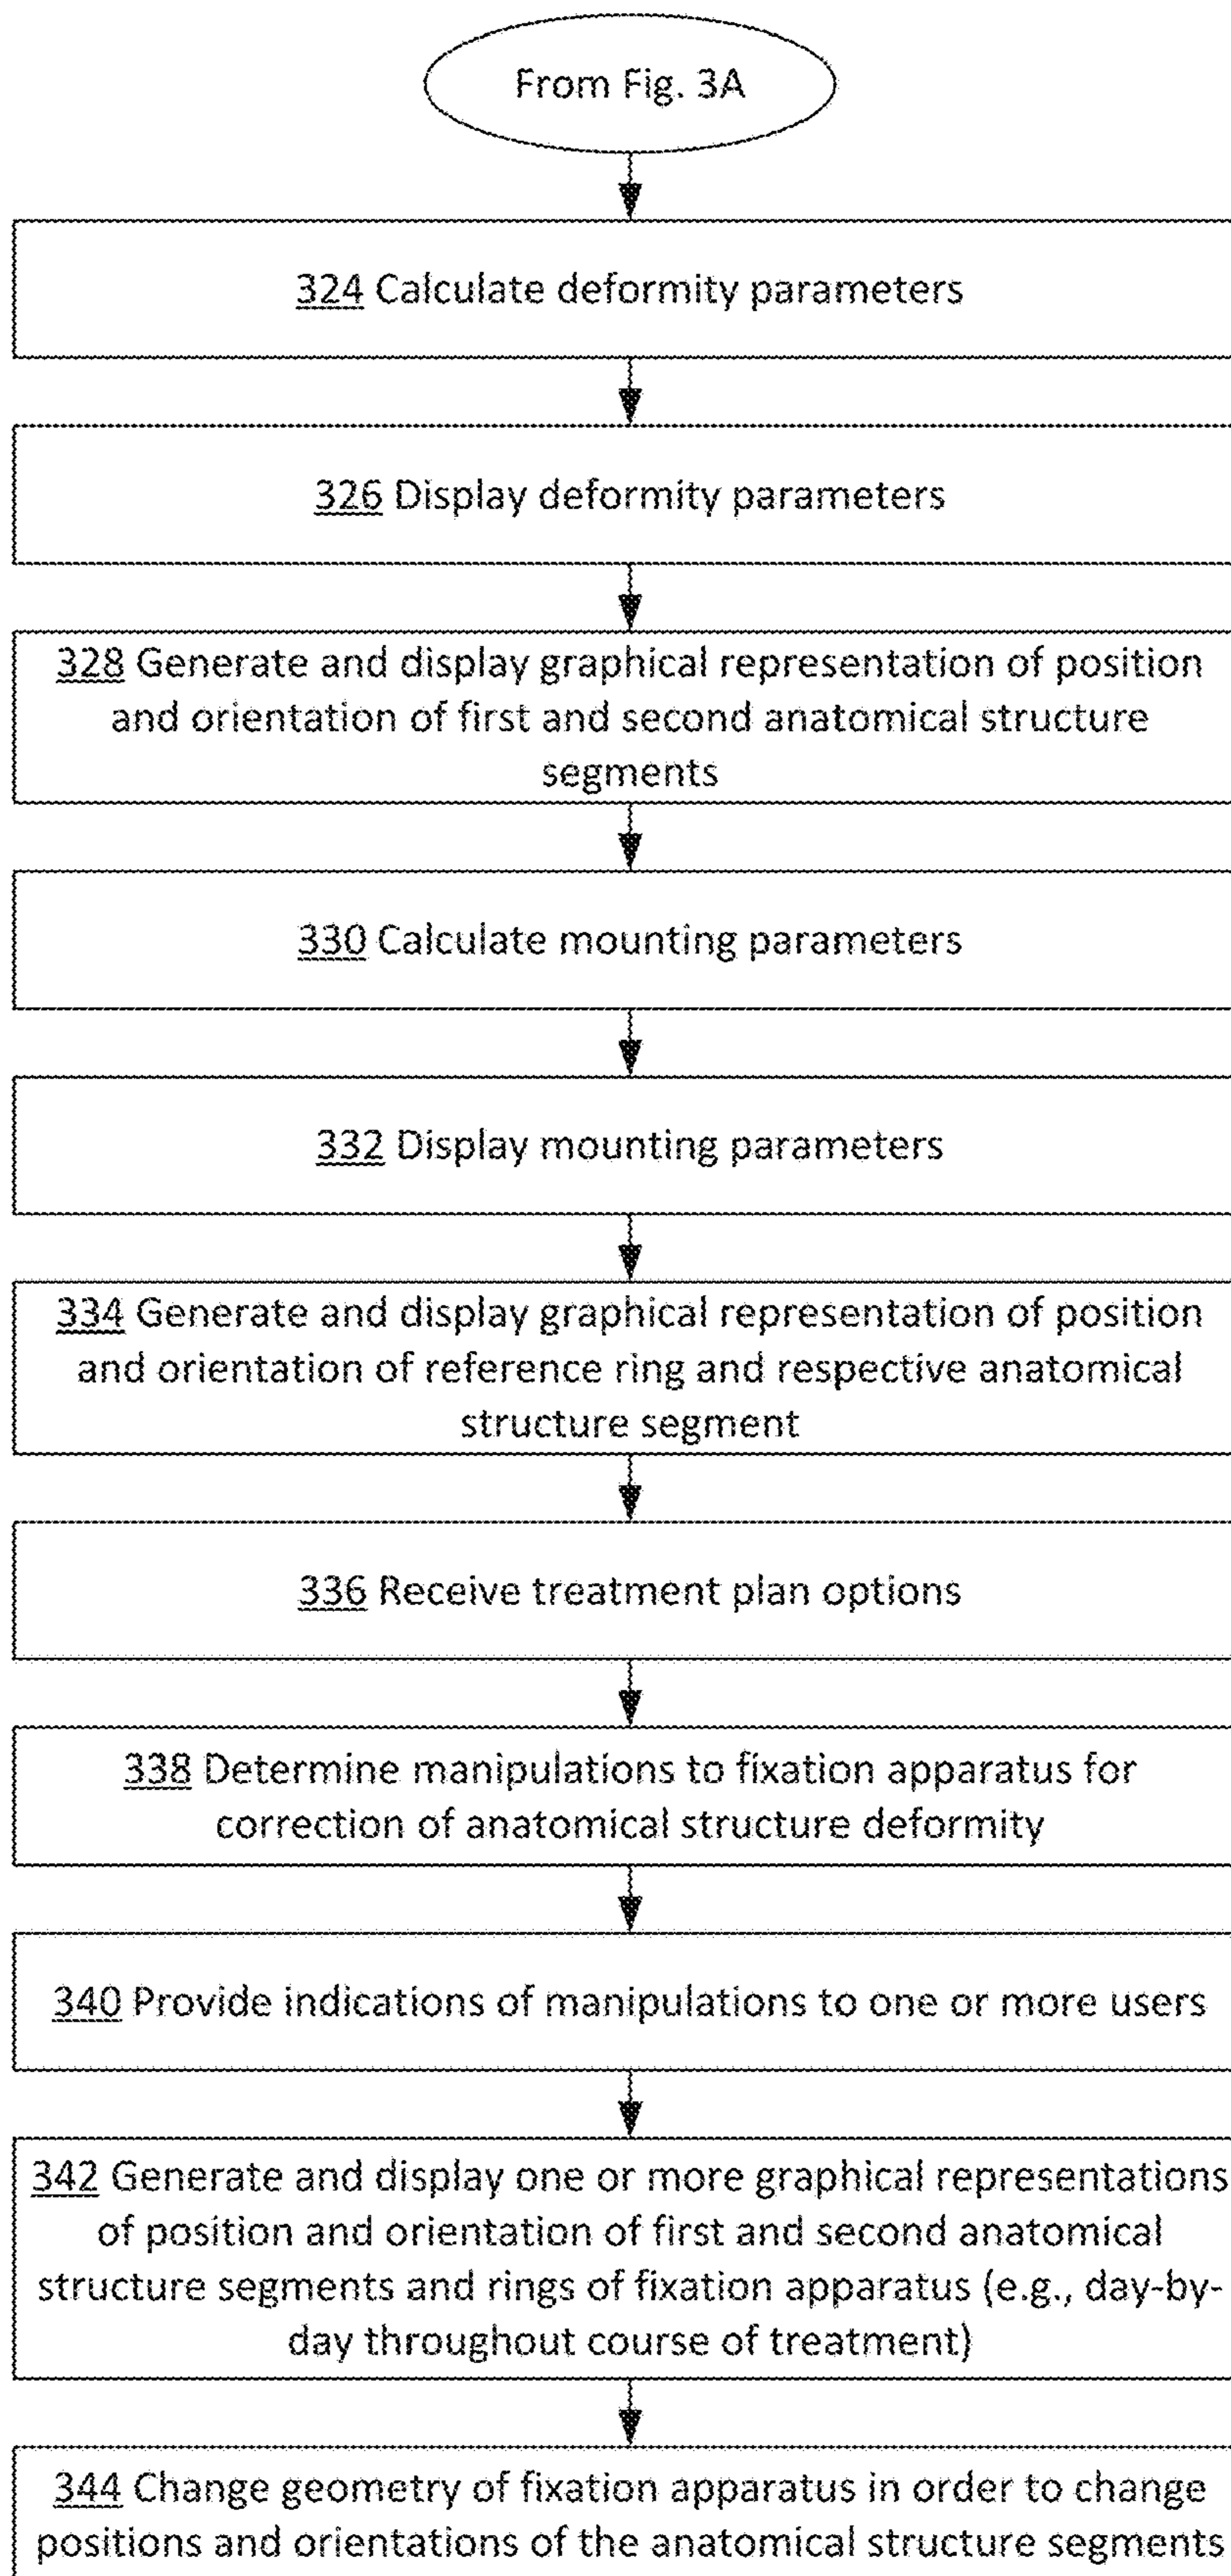 From Fig. 3A
324 Calculate deformity parameters
326 Display deformity parameters
328 Generate and display graphical representation of position
and orientation of first and second anatomical structure
segments
330 Calculate mounting parameters
332 Display mounting parameters
334 Generate and display graphical representation of position
and orientation of reference ring and respective anatomical
structure segment
336 Receive treatment plan options
338 Determine manipulations to fixation apparatus for
correction of anatomical structure deformity
340 Provide indications of manipulations to one or more users
342 Generate and display one or more graphical representations
of position and orientation of first and second anatomical
structure segments and rings of fixation apparatus (e.g., day-by-
day throughout course of treatment)
344 Change geometry of fixation apparatus in order to change
positions and orientations of the anatomical structure segments